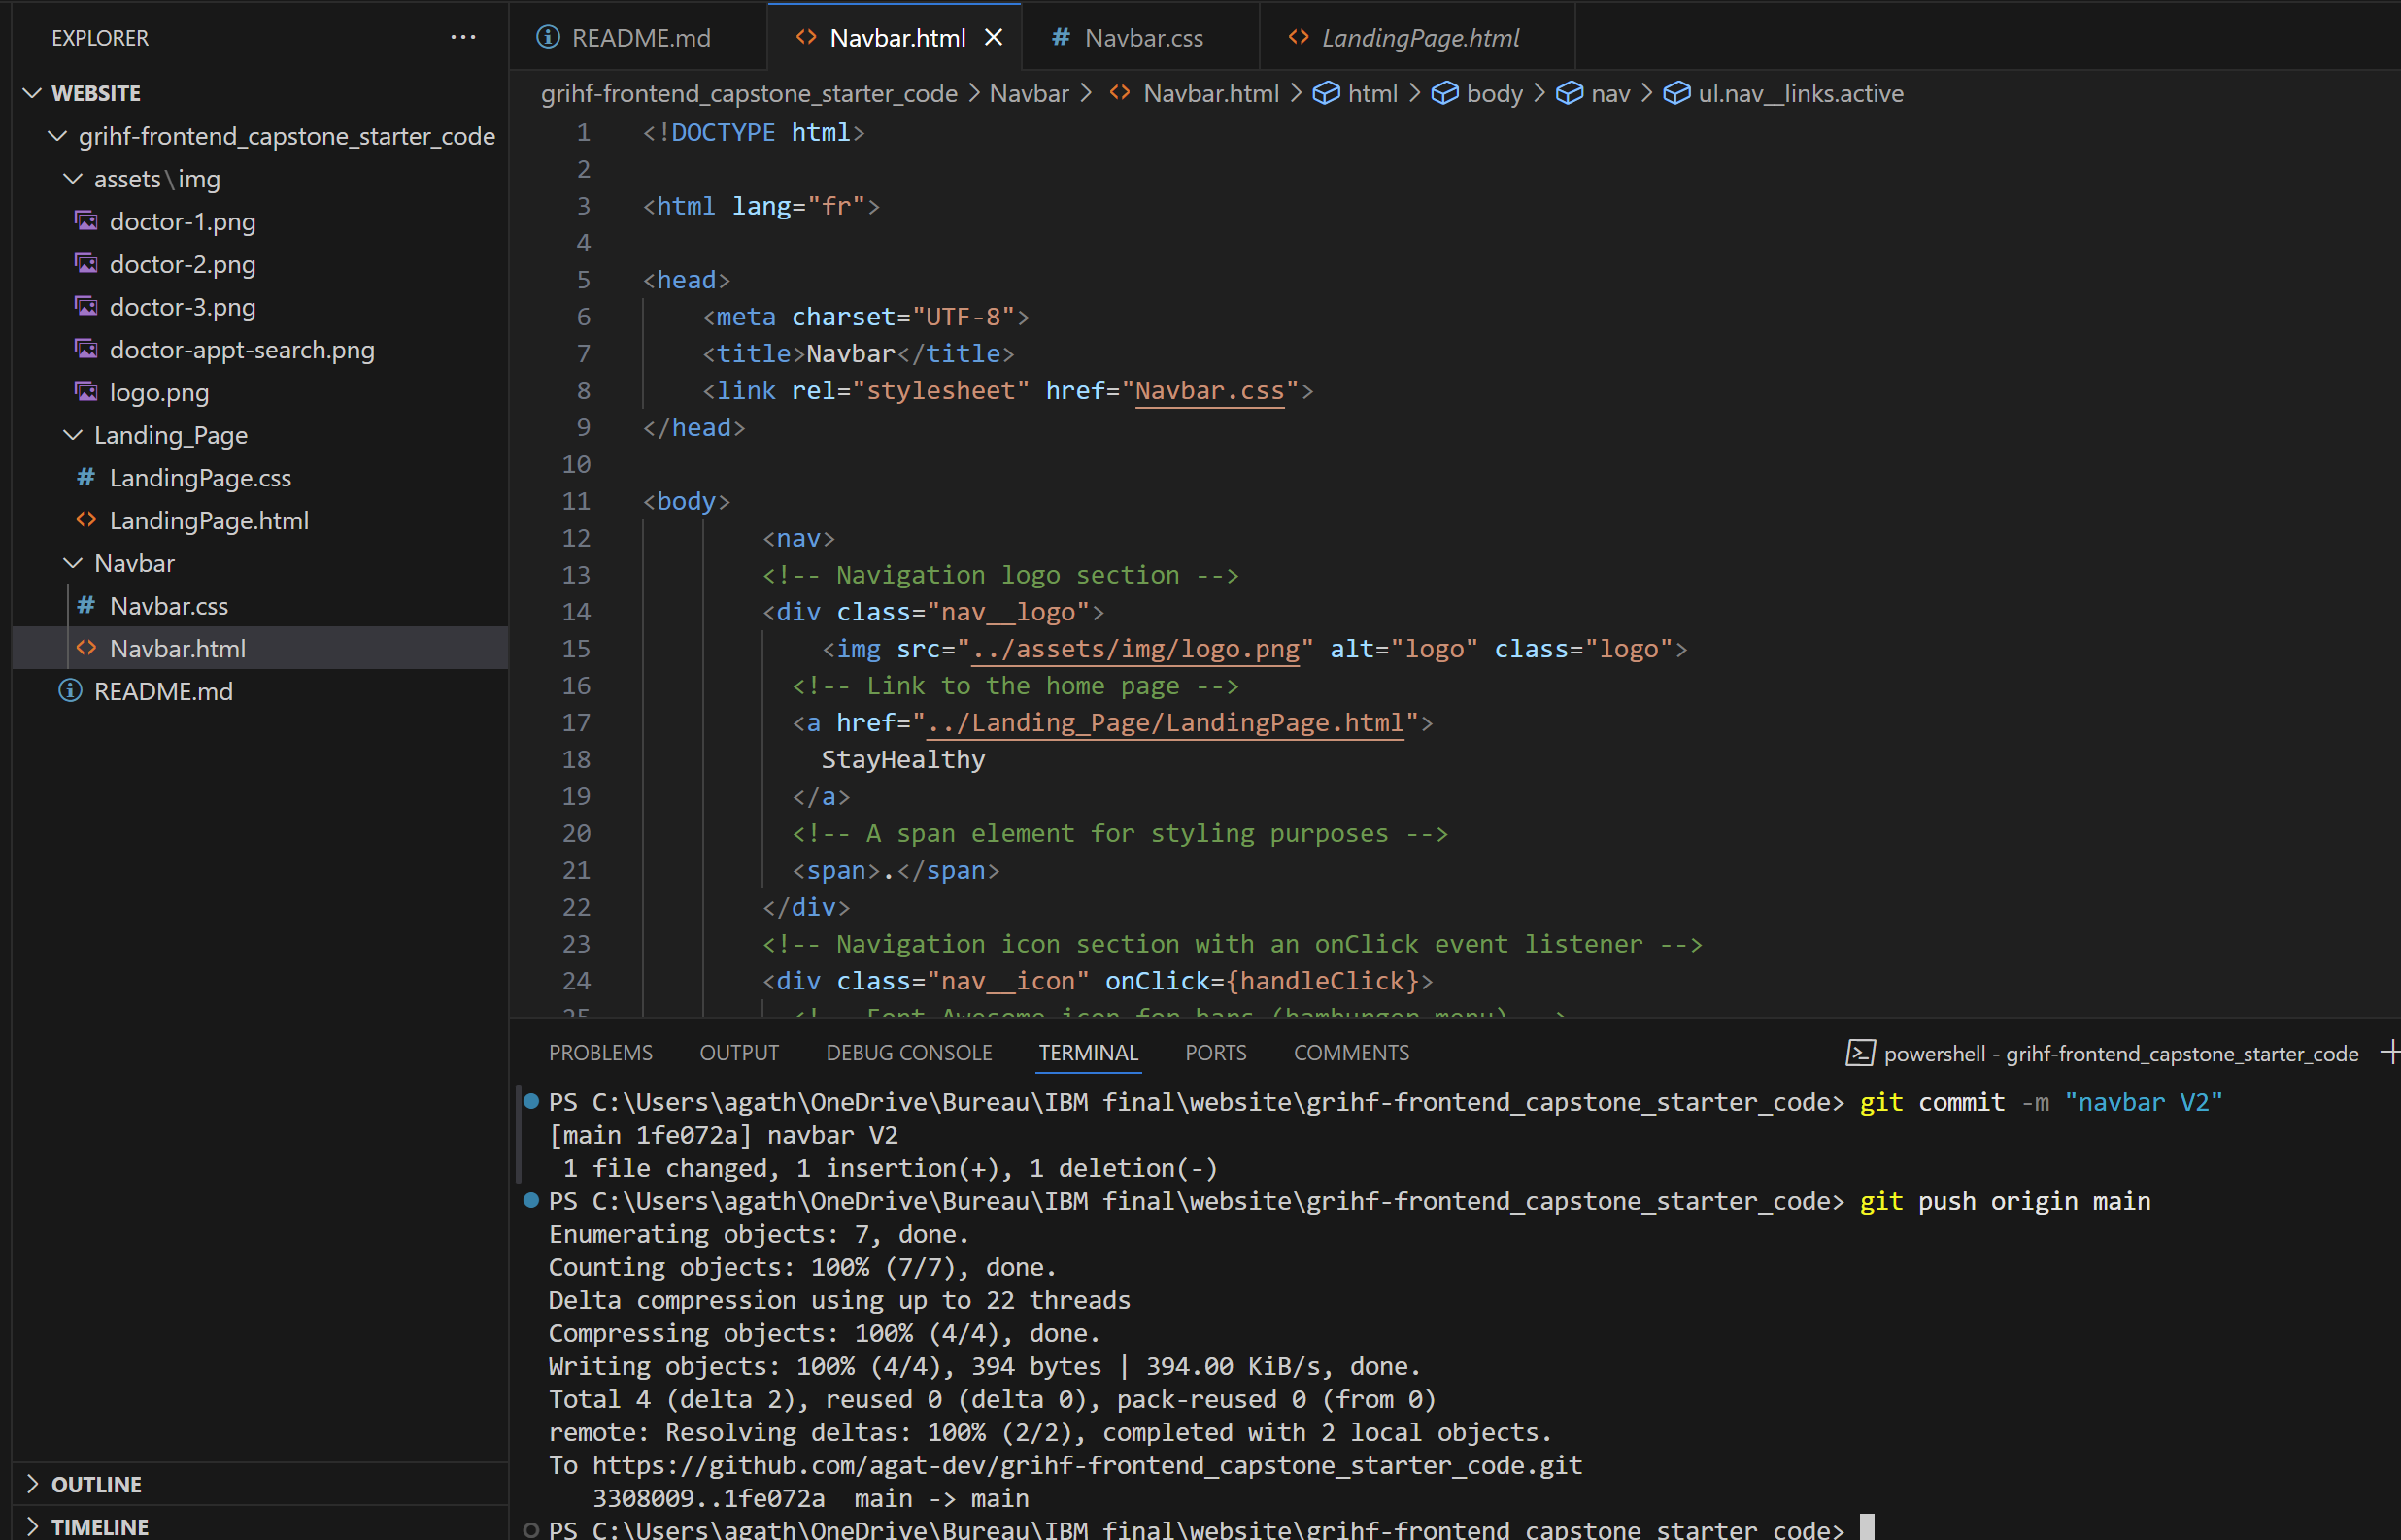 EXPLORER
WEBSITE
grihf-frontend_capstone_starter_code
assets\img
doctor-1.png
doctor-2.png
doctor-3.png
doctor-appt-search.png
logo.png
Landing_Page
LandingPage.css
LandingPage.html
Navbar
Navbar.css
Navbar.html
README.md
OUTLINE
TIMELINE
README.md Navbar.html Navbar.css LandingPage.html
grihf-frontend_capstone_starter_code > Navbar > Navbar.html > html > body > nav > ul.nav__links.active
1 <!DOCTYPE html>
2
3 <html lang="fr">
4
5 <head>
6 <meta charset="UTF-8">
7 <title>Navbar</title>
8 <link rel="stylesheet" href="Navbar.css">
9 </head>
10
11 <body>
12 <nav>
13 <!-- Navigation logo section -->
14 <div class="nav__logo">
15 <img src="../assets/img/logo.png" alt="logo" class="logo">
16 <!-- Link to the home page -->
17 <a href="../Landing_Page/LandingPage.html">
18 StayHealthy
19 </a>
20 <!-- A span element for styling purposes -->
21 <span>.</span>
22 </div>
23 <!-- Navigation icon section with an onClick event listener -->
24 <div class="nav__icon" onClick={handleClick}>
25 <!-- Font Awesome icon for bars (hamburger menu) -->
PROBLEMS OUTPUT DEBUG CONSOLE TERMINAL PORTS COMMENTS powershell - grihf-frontend_capstone_starter_code
PS C:\Users\agath\OneDrive\Bureau\IBM final\website\grihf-frontend_capstone_starter_code> git commit -m "navbar V2"
[main 1fe072a] navbar V2
1 file changed, 1 insertion(+), 1 deletion(-)
PS C:\Users\agath\OneDrive\Bureau\IBM final\website\grihf-frontend_capstone_starter_code> git push origin main
Enumerating objects: 7, done.
Counting objects: 100% (7/7), done.
Delta compression using up to 22 threads
Compressing objects: 100% (4/4), done.
Writing objects: 100% (4/4), 394 bytes | 394.00 KiB/s, done.
Total 4 (delta 2), reused 0 (delta 0), pack-reused 0 (from 0)
remote: Resolving deltas: 100% (2/2), completed with 2 local objects.
To https://github.com/agat-dev/grihf-frontend_capstone_starter_code.git
3308009..1fe072a main -> main
PS C:\Users\agath\OneDrive\Bureau\IBM final\website\grihf-frontend_capstone_starter_code>